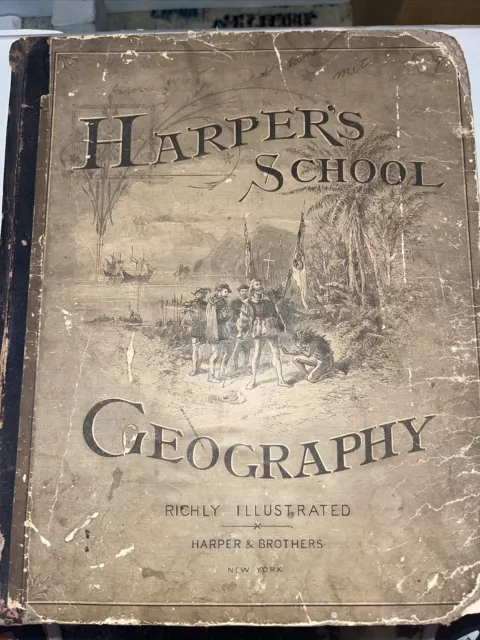 HARPER'S
SCHOOL
GEOGRAPHY
RICHLY ILLUSTRATED
HARPER & BROTHERS
NEW YORK